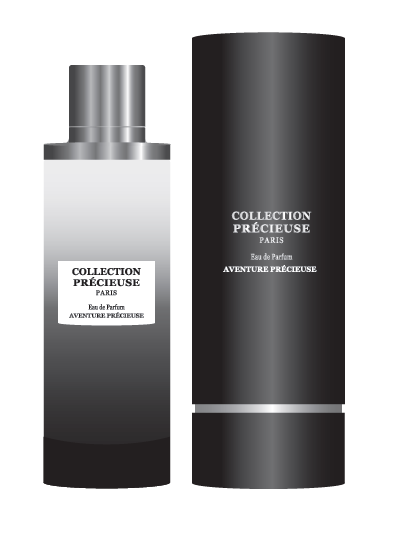 COLLECTION
PRÉCIEUSE
PARIS
Eau de Parfum
AVENTURE PRÉCIEUSE
COLLECTION
PRÉCIEUSE
PARIS
Eau de Parfum
AVENTURE PRÉCIEUSE